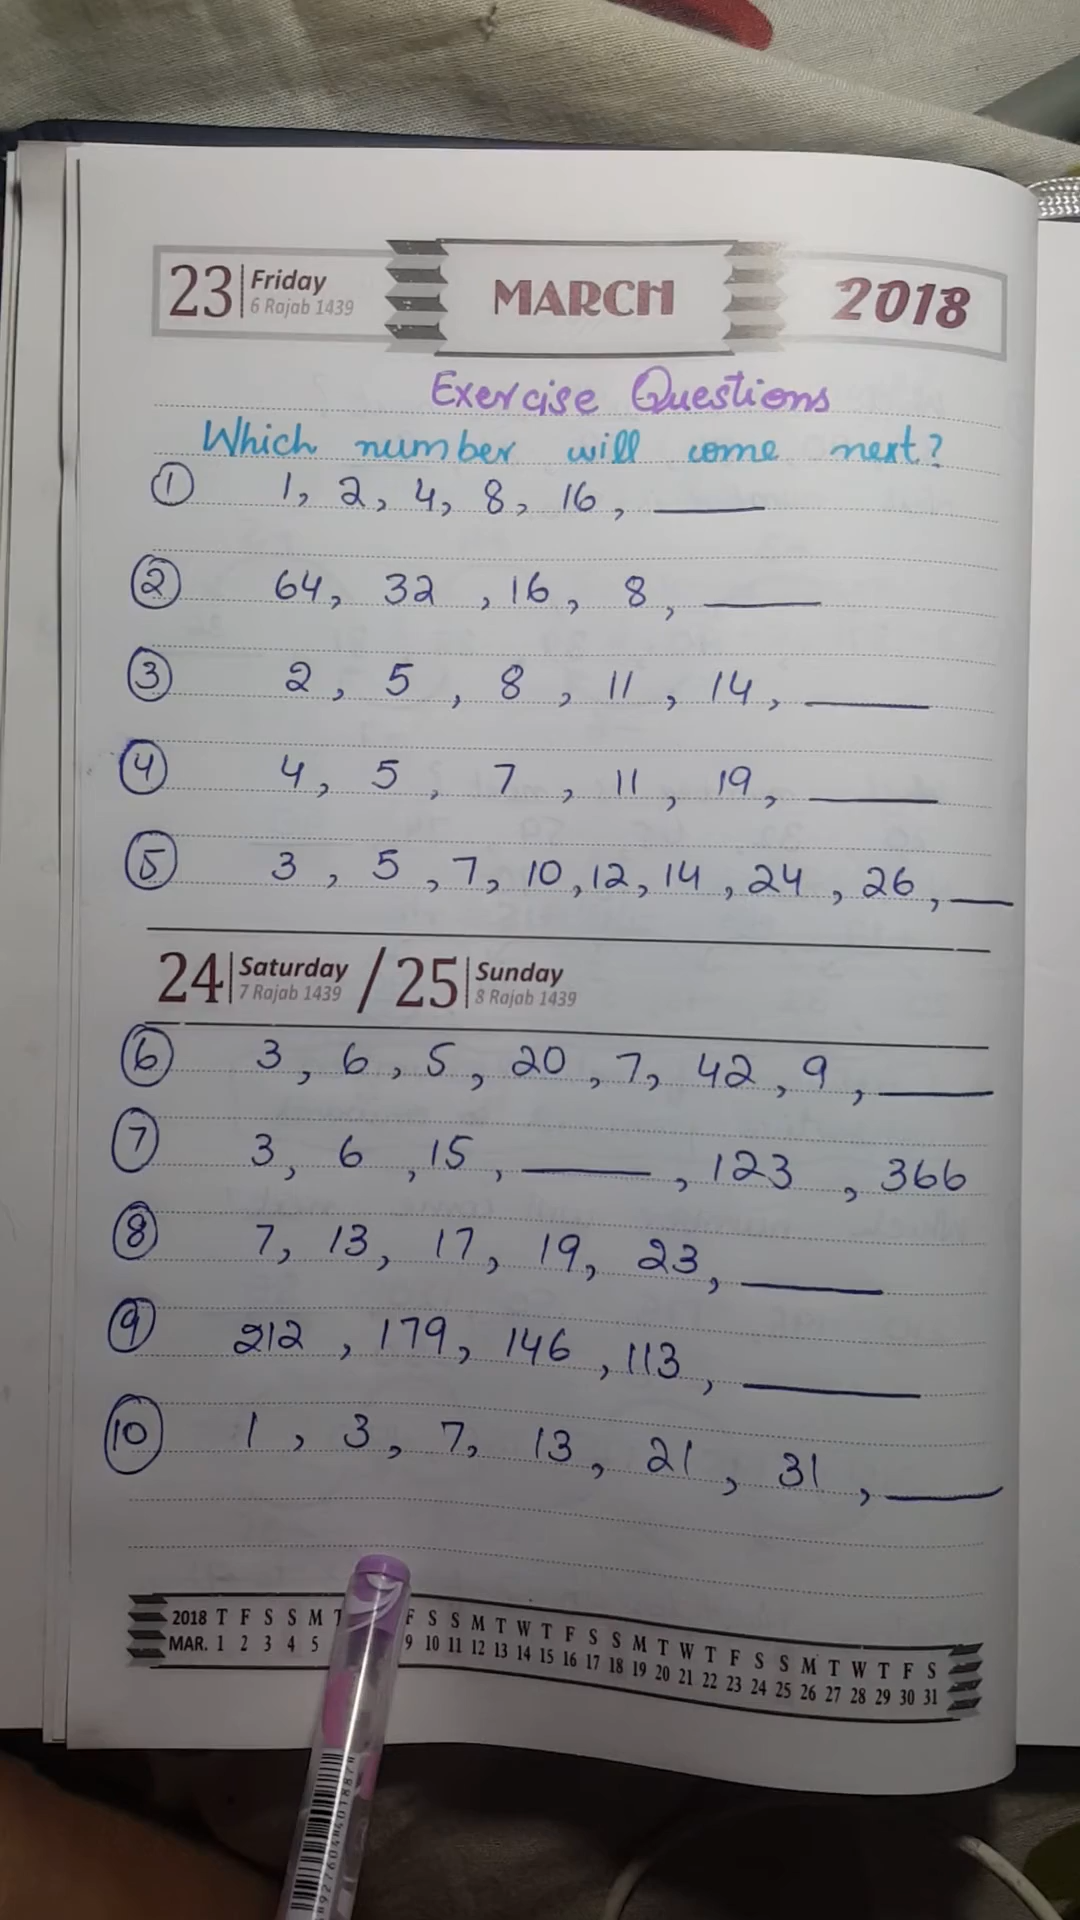 23 Friday 6 Rajab 1439 MARCH 2018
Exercise Questions
Which number will come next?
① 1, 2, 4, 8, 16, ____
② 64, 32, 16, 8, ____
③ 2, 5, 8, 11, 14, ____
④ 4, 5, 7, 11, 19, ____
⑤ 3, 5, 7, 10, 12, 14, 24, 26, ____
24 Saturday 7 Rajab 1439 / 25 Sunday 8 Rajab 1439
⑥ 3, 6, 5, 20, 7, 42, 9, ____
⑦ 3, 6, 15, ____, 123, 366
⑧ 7, 13, 17, 19, 23, ____
⑨ 212, 179, 146, 113, ____
⑩ 1, 3, 7, 13, 21, 31, ____
2018 T F S S M T F S S M T W T F S S M T W T F S S M T W T F S
MAR. 1 2 3 4 5 9 10 11 12 13 14 15 16 17 18 19 20 21 22 23 24 25 26 27 28 29 30 31